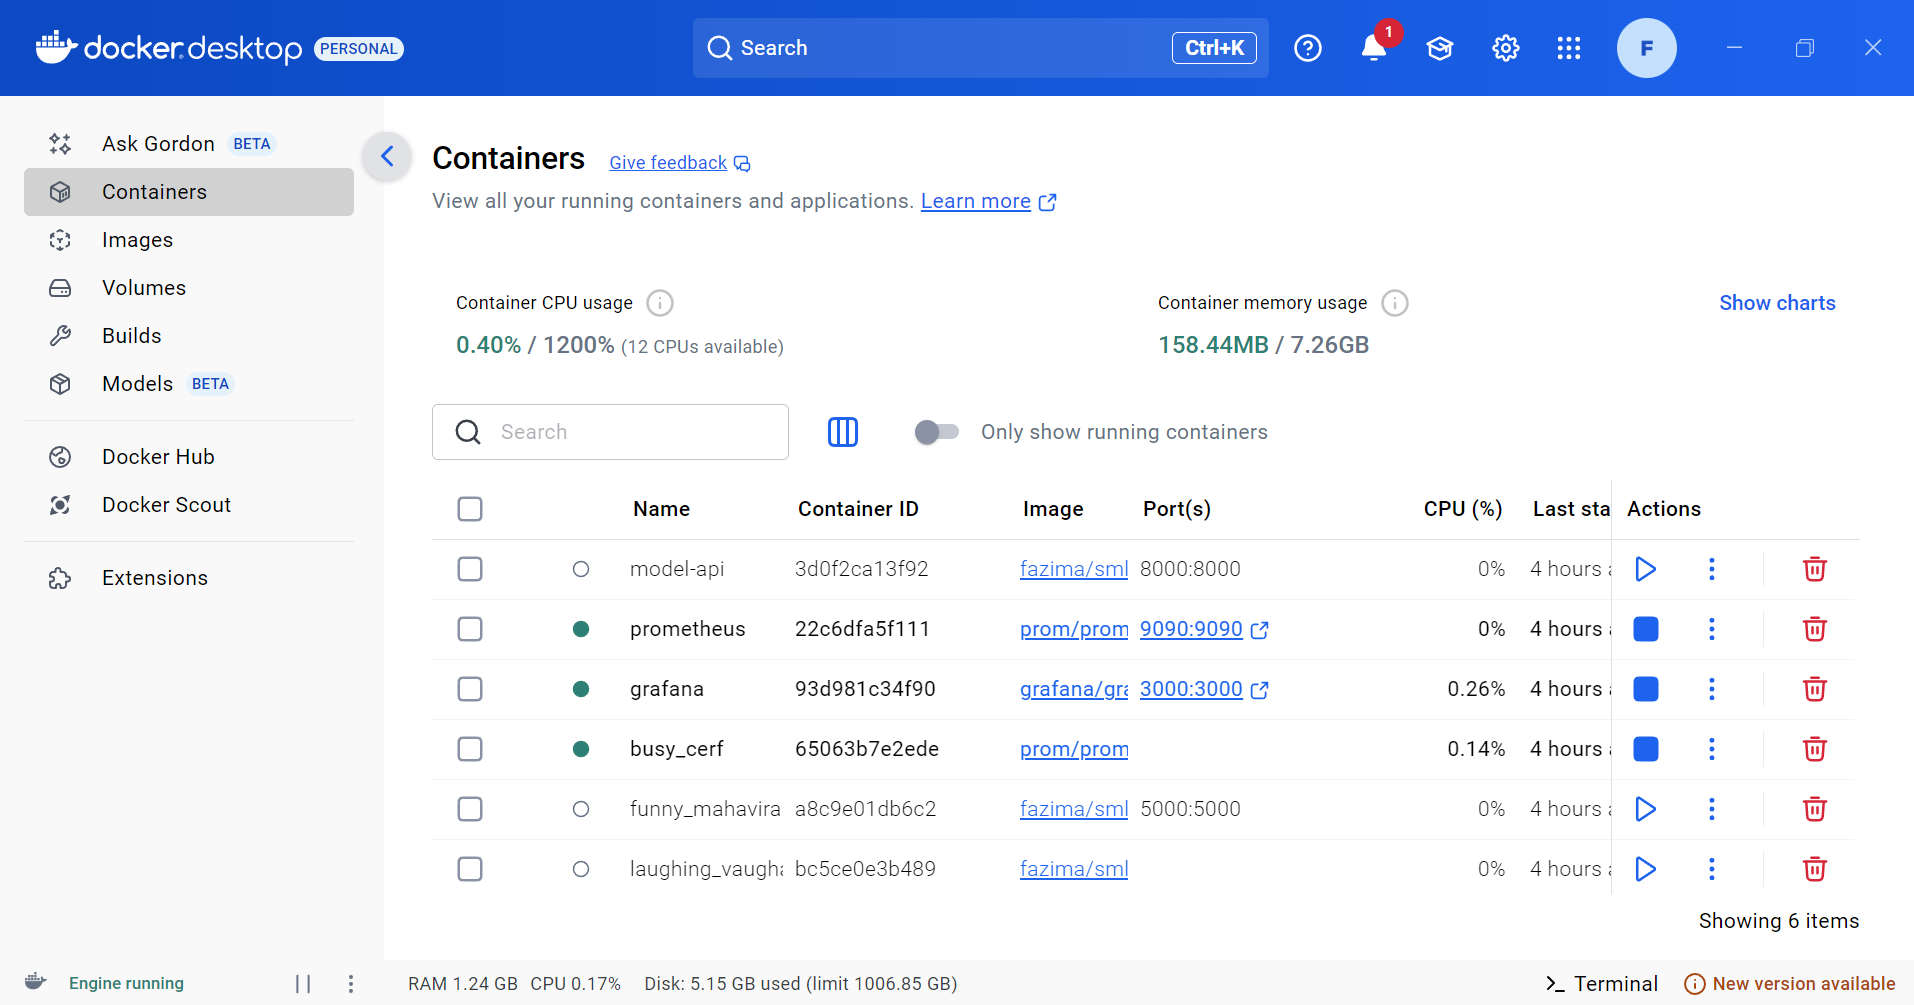 docker.desktop PERSONAL
Search
Ctrl+K
1
F
Ask Gordon BETA
Containers
Images
Volumes
Builds
Models BETA
Docker Hub
Docker Scout
Extensions
Containers Give feedback
View all your running containers and applications. Learn more
Container CPU usage
0.40% / 1200% (12 CPUs available)
Container memory usage
158.44MB / 7.26GB
Show charts
Search
Only show running containers
Name Container ID Image Port(s) CPU (%) Last sta Actions
model-api 3d0f2ca13f92 fazima/sml 8000:8000 0% 4 hours a
prometheus 22c6dfa5f111 prom/prom 9090:9090 0% 4 hours a
grafana 93d981c34f90 grafana/gra 3000:3000 0.26% 4 hours a
busy_cerf 65063b7e2ede prom/prom 0.14% 4 hours a
funny_mahavira a8c9e01db6c2 fazima/sml 5000:5000 0% 4 hours a
laughing_vaugha bc5ce0e3b489 fazima/sml 0% 4 hours a
Showing 6 items
Engine running
RAM 1.24 GB CPU 0.17% Disk: 5.15 GB used (limit 1006.85 GB)
Terminal
New version available